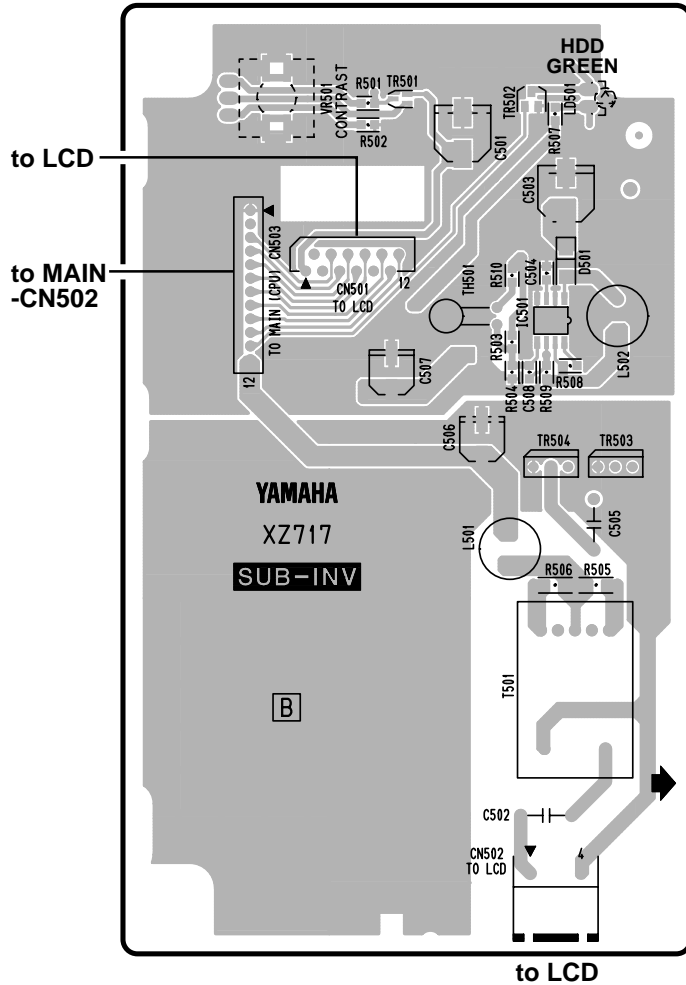 HDD
GREEN
VR501
CONTRAST
R501
TR501
R502
C501
TR502
LD501
R507
to LCD
C503
CN503
TO MAIN (CPU)
to MAIN
-CN502
12
CN501
TO LCD
12
TH501
R510
C504
D501
IC501
R503
L502
C507
R504
C508
R509
R508
12
C506
TR504
TR503
YAMAHA
XZ717
SUB-INV
L501
C505
R506
R505
T501
B
C502
CN502
TO LCD
4
to LCD